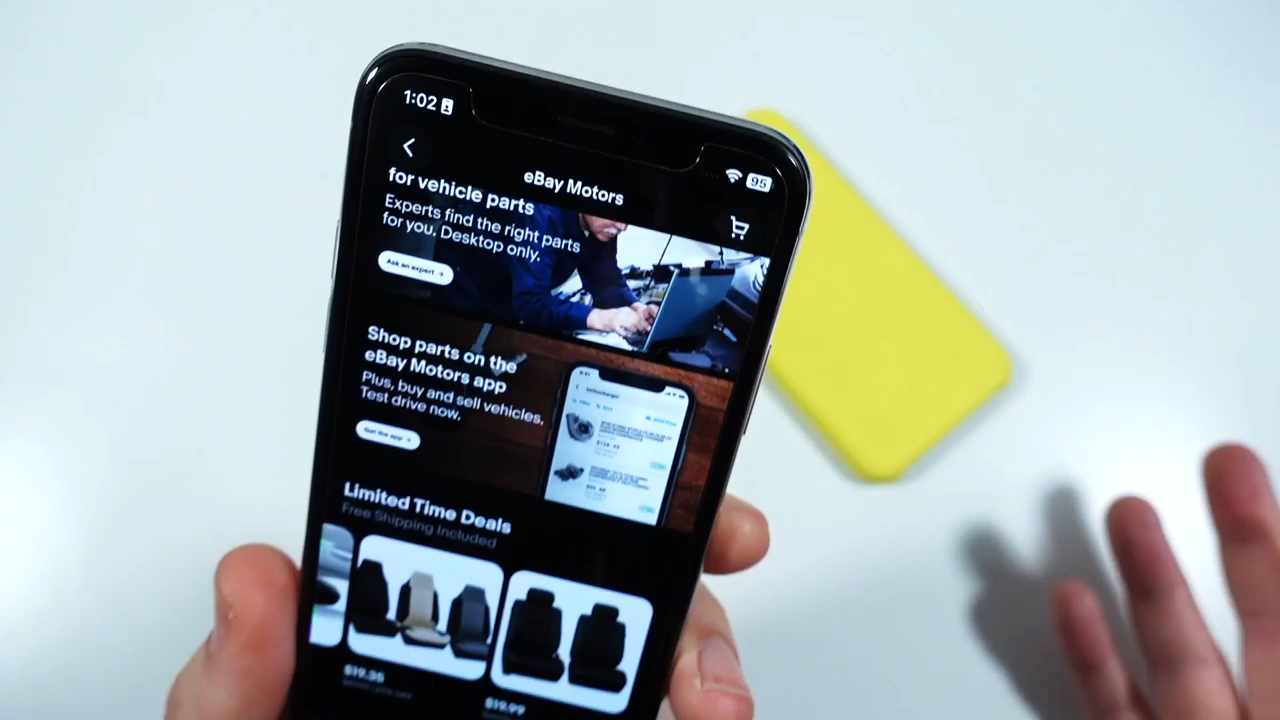 1:02
95
eBay Motors
for vehicle parts
Experts find the right parts
for you. Desktop only.
Ask an expert →
Shop parts on the
eBay Motors app
Plus, buy and sell vehicles.
Test drive now.
Get the app →
Limited Time Deals
Free Shipping Included
$19.35
$19.99